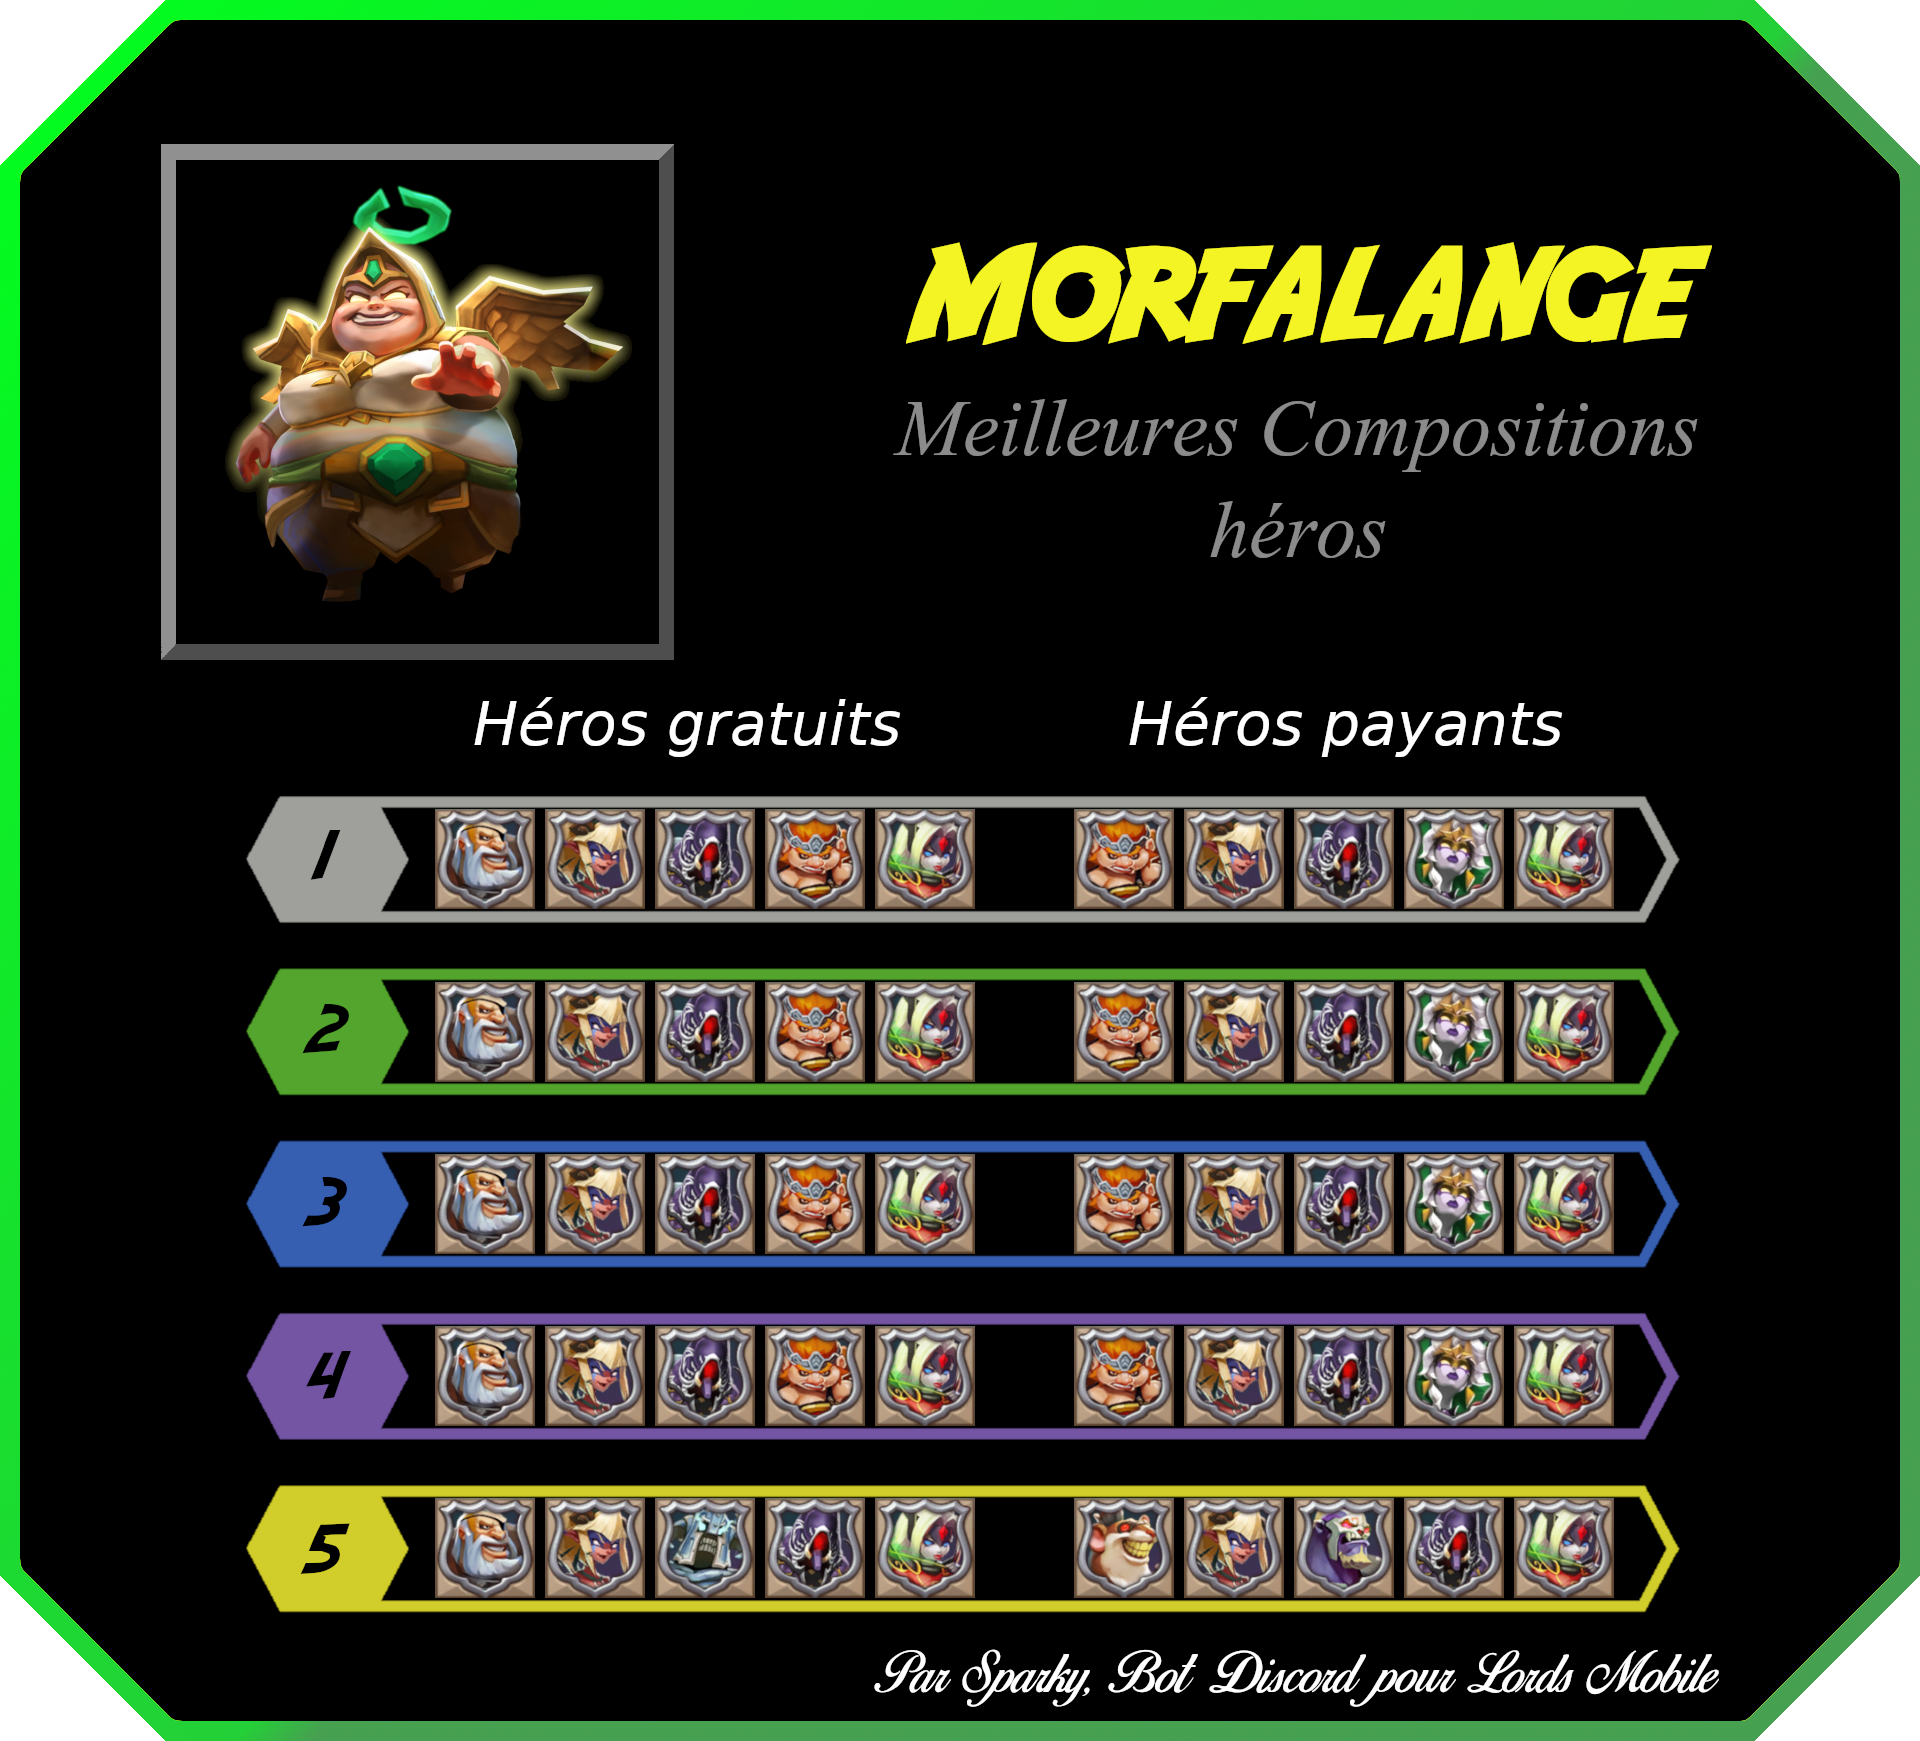 MORFALANGE
Meilleures Compositions
héros
Héros gratuits
Héros payants
1
2
3
4
5
Par Sparky, Bot Discord pour Lords Mobile